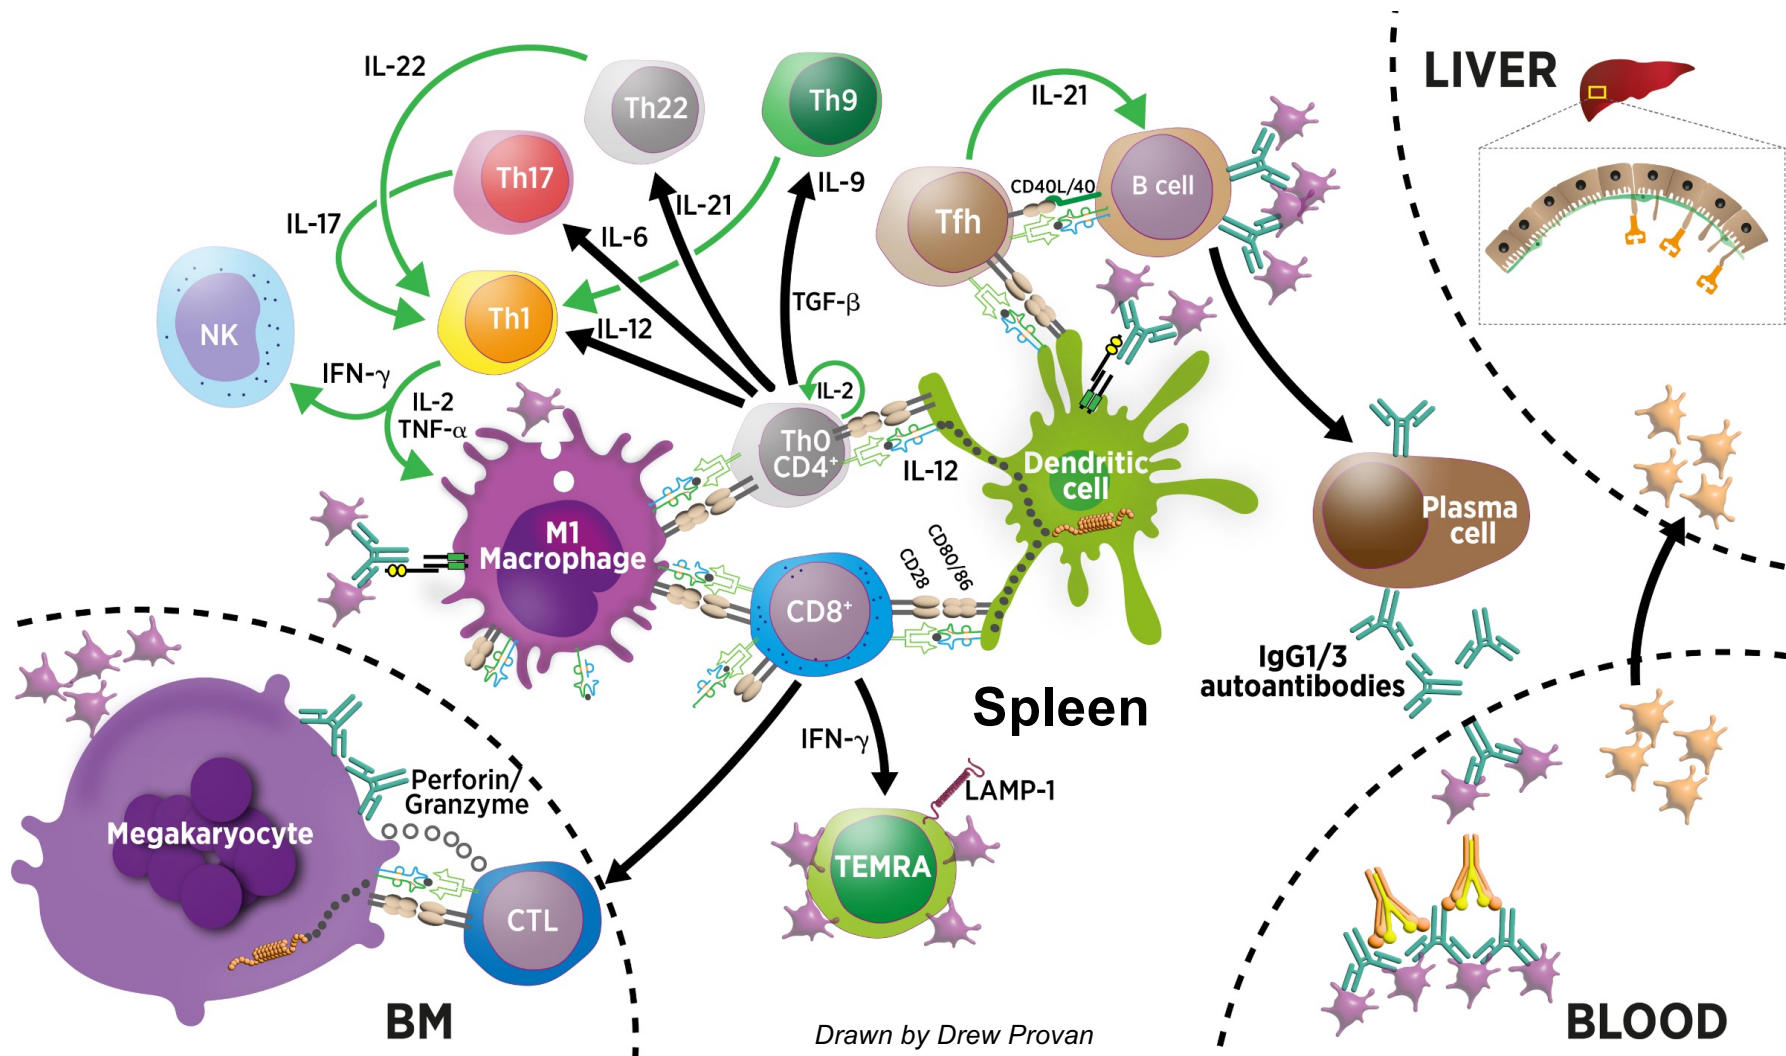 LIVER
IL-22
Th22
Th9
IL-21
Th17
IL-9
CD40L/40
B cell
IL-21
Tfh
IL-17
IL-6
NK
Th1
IL-12
TGF-β
IFN-γ
IL-2
TNF-α
IL-2
Th0
CD4+
IL-12
Dendritic
cell
Plasma
cell
M1
Macrophage
CD28
CD80/86
CD8+
IgG1/3
autoantibodies
Spleen
IFN-γ
LAMP-1
Perforin/
Granzyme
Megakaryocyte
TEMRA
CTL
BM
Drawn by Drew Provan
BLOOD